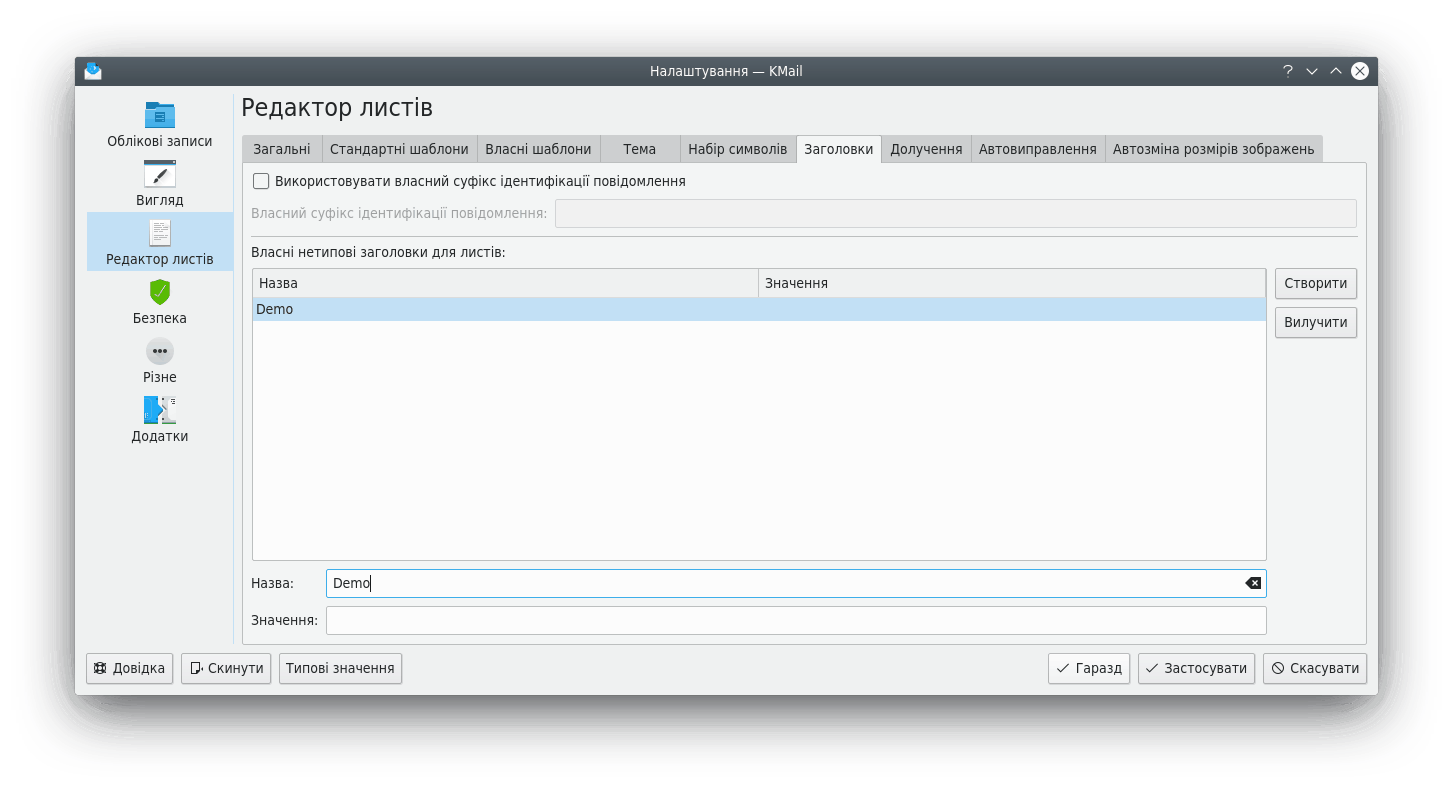 Налаштування — KMail
Облікові записи
Вигляд
Редактор листів
Безпека
Різне
Додатки
Редактор листів
Загальні Стандартні шаблони Власні шаблони Тема Набір символів Заголовки Долучення Автовиправлення Автозміна розмірів зображень
Використовувати власний суфікс ідентифікації повідомлення
Власний суфікс ідентифікації повідомлення:
Власні нетипові заголовки для листів:
Назва Значення
Demo
Створити
Вилучити
Назва: Demo
Значення:
Довідка Скинути Типові значення Гаразд Застосувати Скасувати